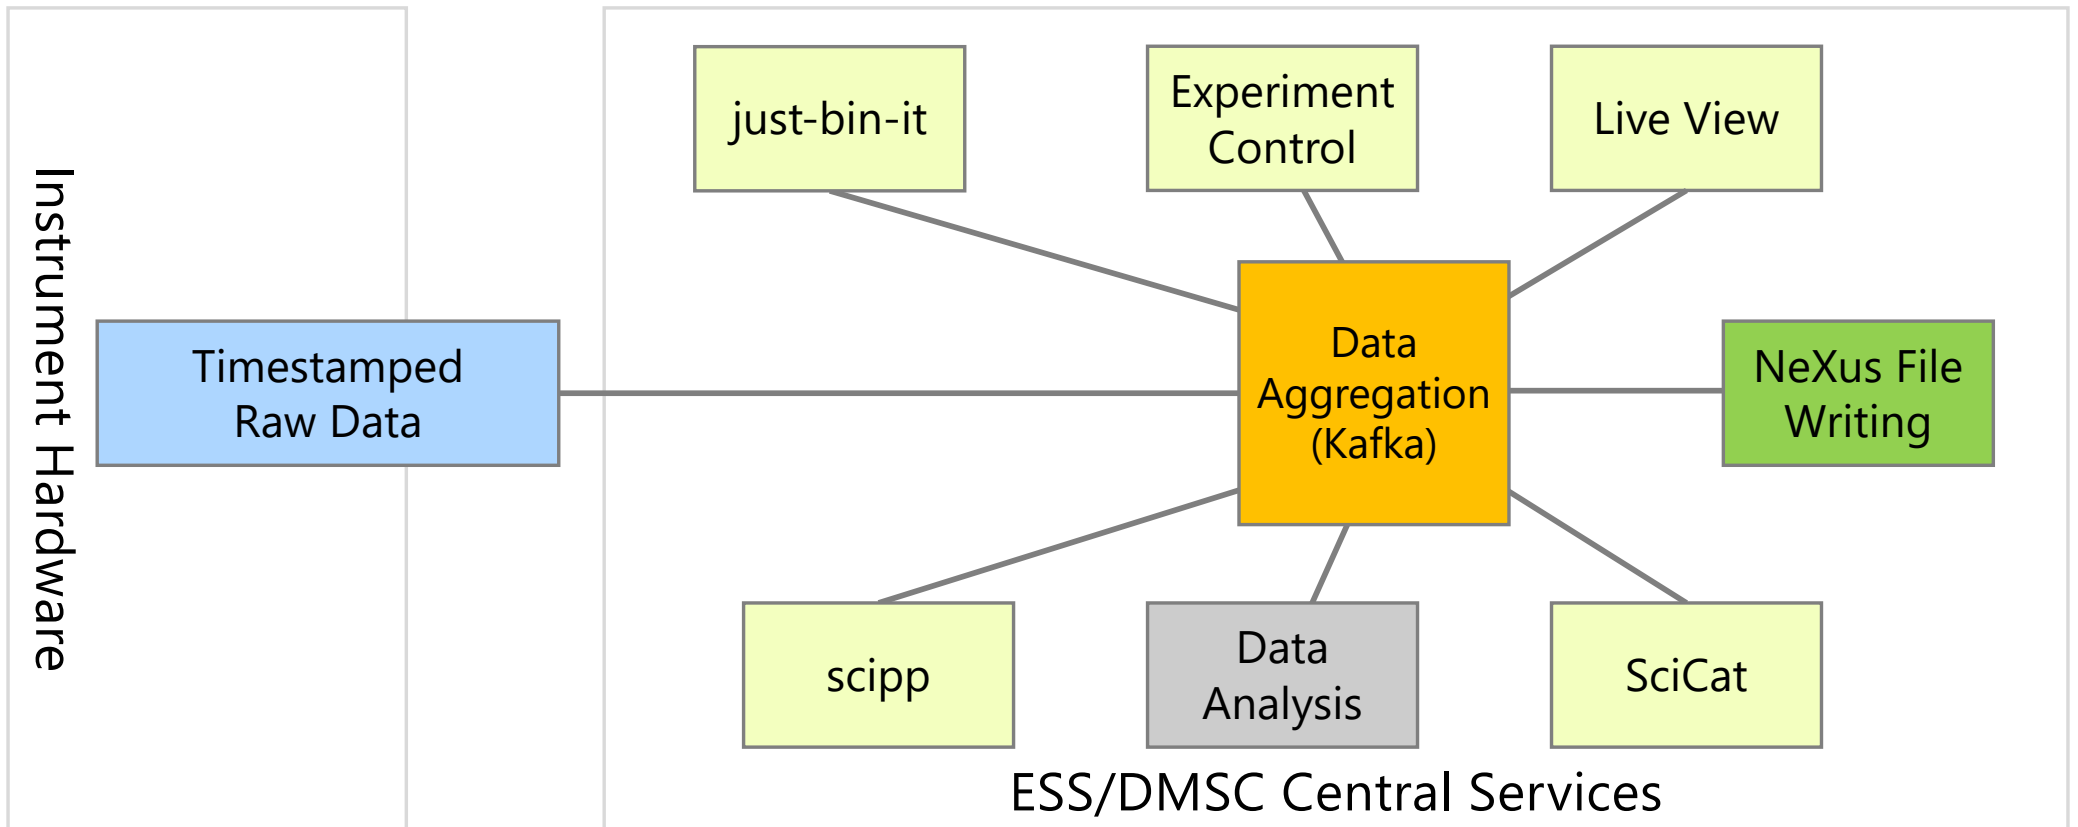 Instrument Hardware
just-bin-it
Experiment
Control
Live View
Timestamped
Raw Data
Data
Aggregation
(Kafka)
NeXus File
Writing
scipp
Data
Analysis
SciCat
ESS/DMSC Central Services